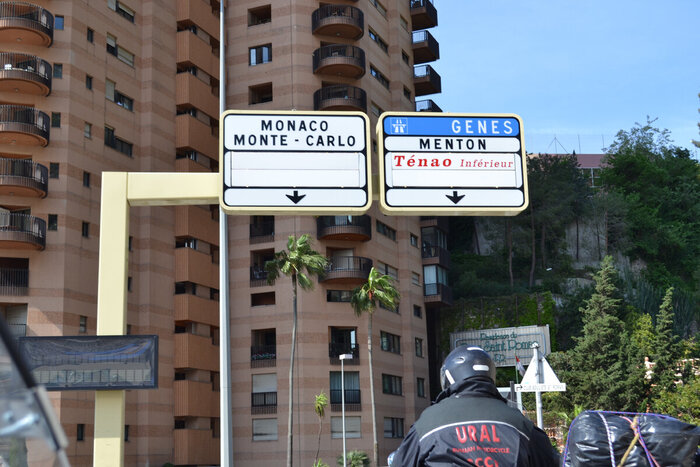 MONACO
MONTE - CARLO
GENES
MENTON
Ténao Inférieur
URAL